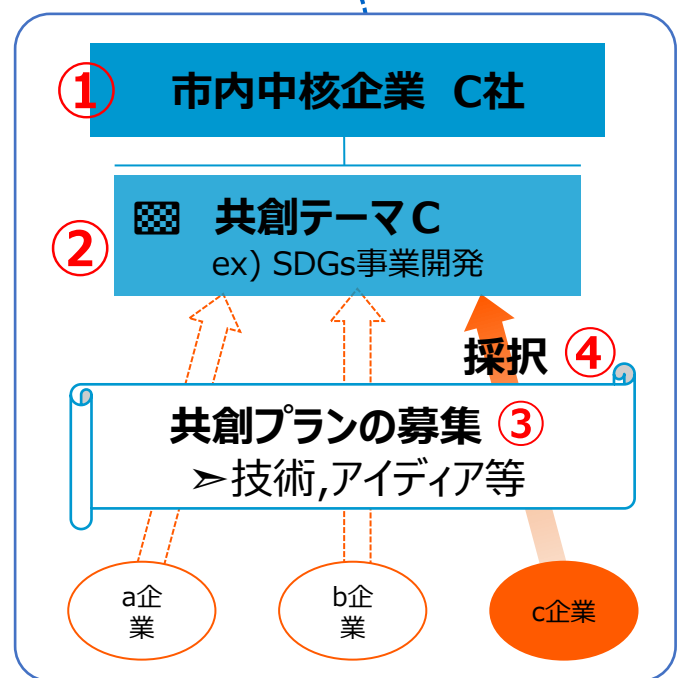 ① 市内中核企業 C社
② 共創テーマC
ex) SDGs事業開発
採択 ④
共創プランの募集 ③
➣技術,アイディア等
a企
業
b企
業
c企業